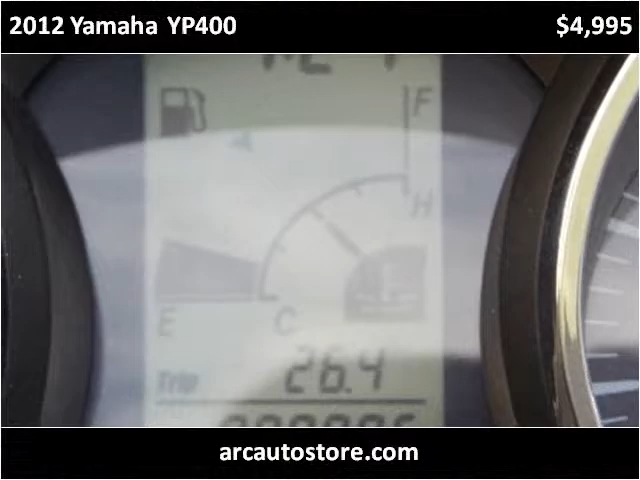 2012 Yamaha YP400 $4,995
F
H
E C
Trip 26.4
arcautostore.com